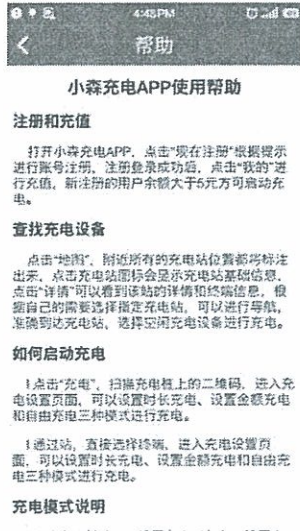 4:48PM
帮助
小森充电APP使用帮助
注册和充值
打开小森充电APP，点击“现在注册”根据提示
进行账号注册，注册登录成功后，点击“我的”进
行充值，新注册的用户余额大于5元方可启动充
电。
查找充电设备
点击“地图”，附近所有的充电站位置都将标注
出来，点击充电站图标会显示充电站基础信息，
点击“详情”可以看到该站的详情和终端信息，根
据自己的需要选择指定充电站，可以进行导航，
准确到达充电站，选择空闲充电设备进行充电。
如何启动充电
1点击“充电”，扫描充电桩上的二维码，进入充
电设置页面，可以设置时长充电、设置金额充电
和自由充电三种模式进行充电。
1通过站，直接选择终端，进入充电设置页
面，可以设置时长充电、设置金额充电和自由充
电三种模式进行充电。
充电模式说明